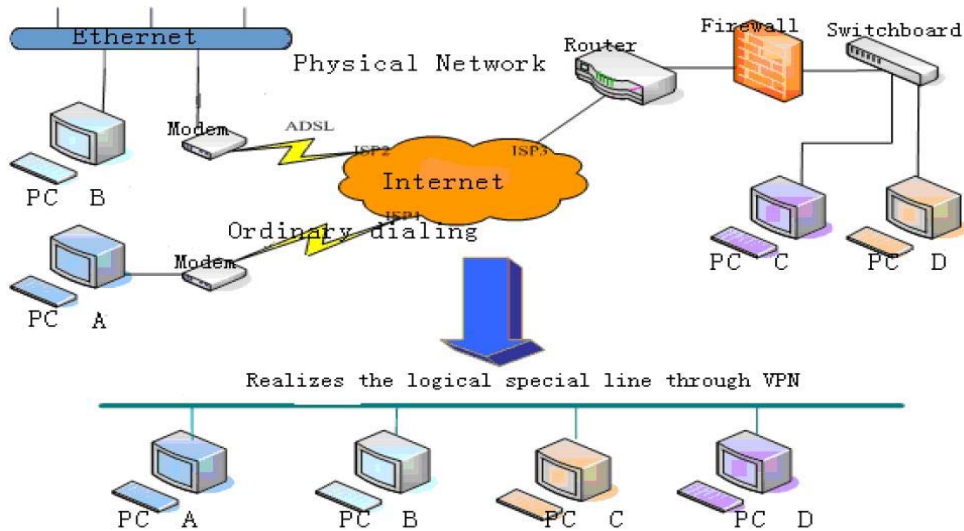 Ethernet
Physical Network
Router
Firewall
Switchboard
Modem
ADSL
ISP2
ISP3
Internet
PC B
ISP1
Ordinary dialing
Modem
PC A
PC C
PC D
Realizes the logical special line through VPN
PC A
PC B
PC C
PC D